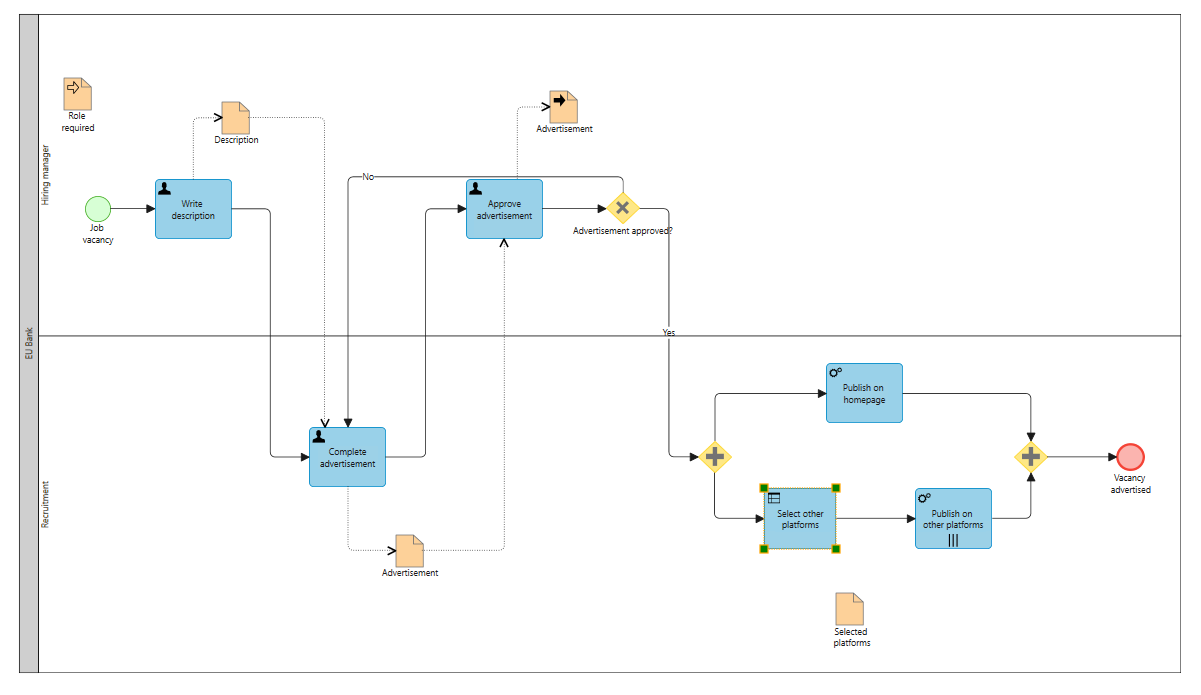 EU Bank
Hiring manager
Role
required
Description
Advertisement
Job
vacancy
Write
description
No
Approve
advertisement
Advertisement approved?
Yes
Recruitment
Complete
advertisement
Advertisement
Publish on
homepage
Select other
platforms
Publish on
other platforms
Vacancy
advertised
Selected
platforms